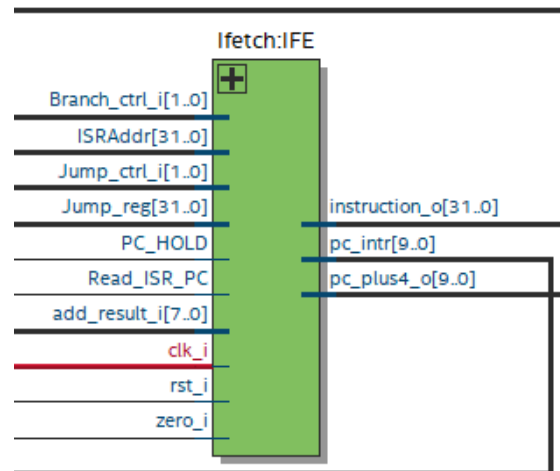 Ifetch:IFE
Branch_ctrl_i[1..0]
ISRAddr[31..0]
Jump_ctrl_i[1..0]
Jump_reg[31..0]
PC_HOLD
Read_ISR_PC
add_result_i[7..0]
clk_i
rst_i
zero_i
instruction_o[31..0]
pc_intr[9..0]
pc_plus4_o[9..0]